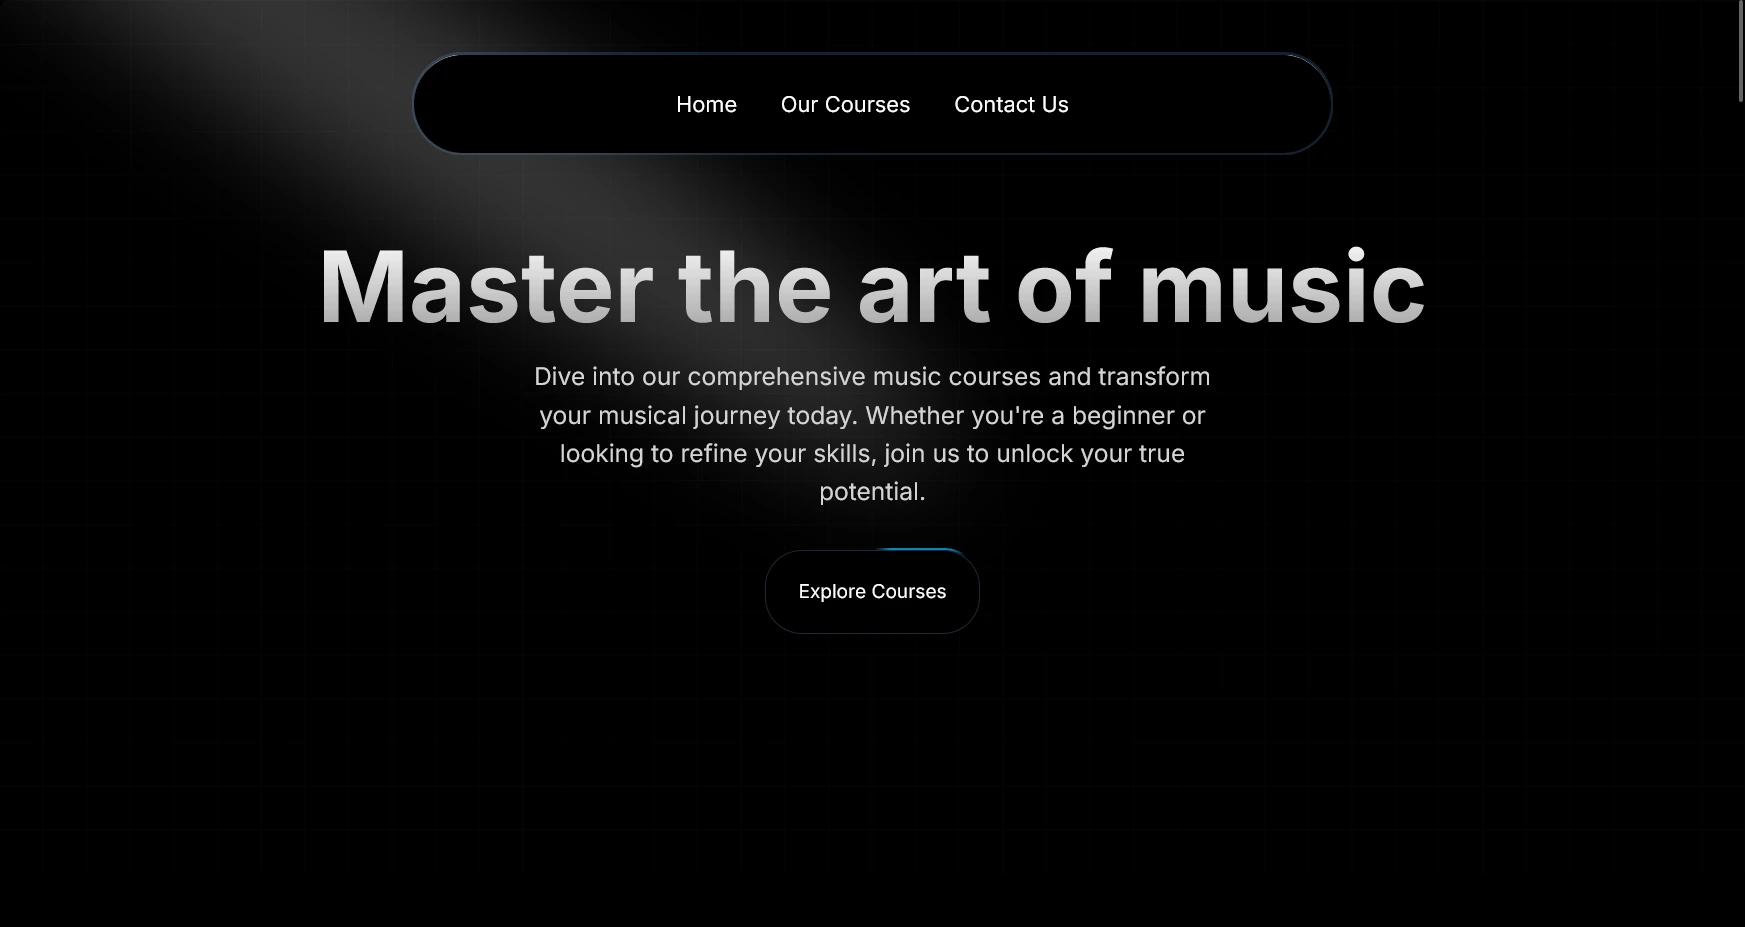 Home Our Courses Contact Us
Master the art of music
Dive into our comprehensive music courses and transform
your musical journey today. Whether you're a beginner or
looking to refine your skills, join us to unlock your true
potential.
Explore Courses